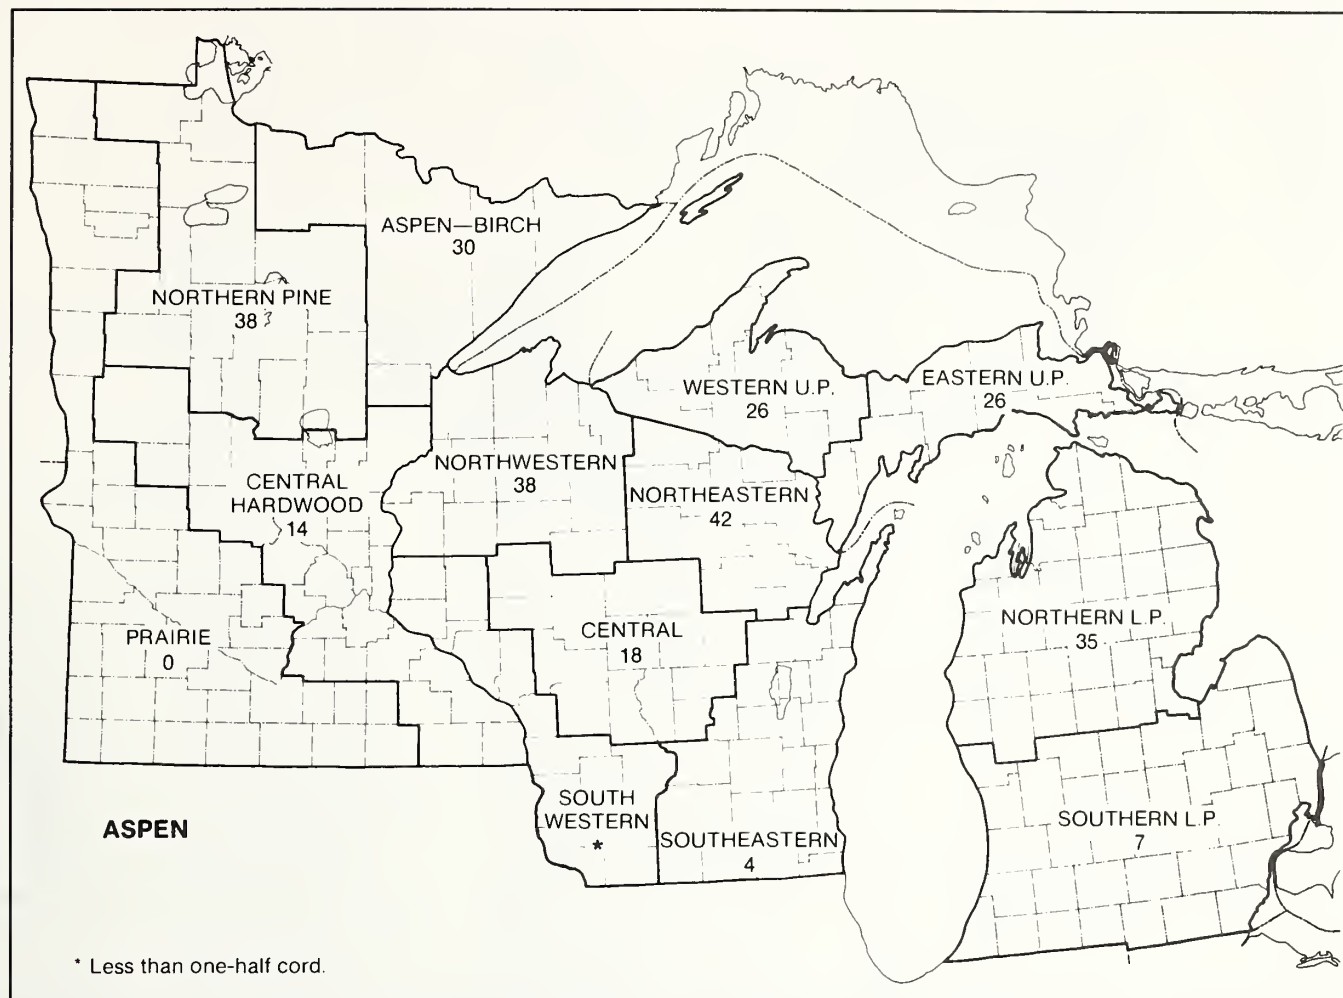 ASPEN—BIRCH
30
NORTHERN PINE
38
WESTERN U.P.
26
EASTERN U.P.
26
NORTHWESTERN
38
CENTRAL
HARDWOOD
14
NORTHEASTERN
42
PRAIRIE
0
CENTRAL
18
NORTHERN L.P.
35
SOUTH
WESTERN
*
SOUTHEASTERN
4
SOUTHERN L.P.
7
ASPEN
* Less than one-half cord.